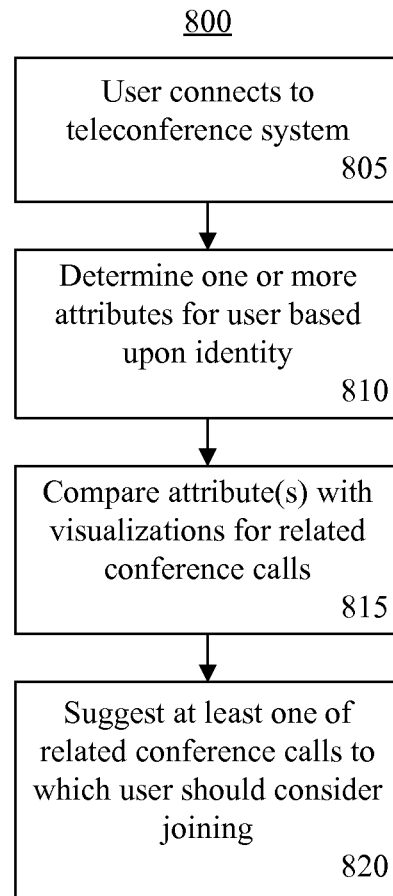 800
User connects to
teleconference system
805
Determine one or more
attributes for user based
upon identity
810
Compare attribute(s) with
visualizations for related
conference calls
815
Suggest at least one of
related conference calls to
which user should consider
joining
820